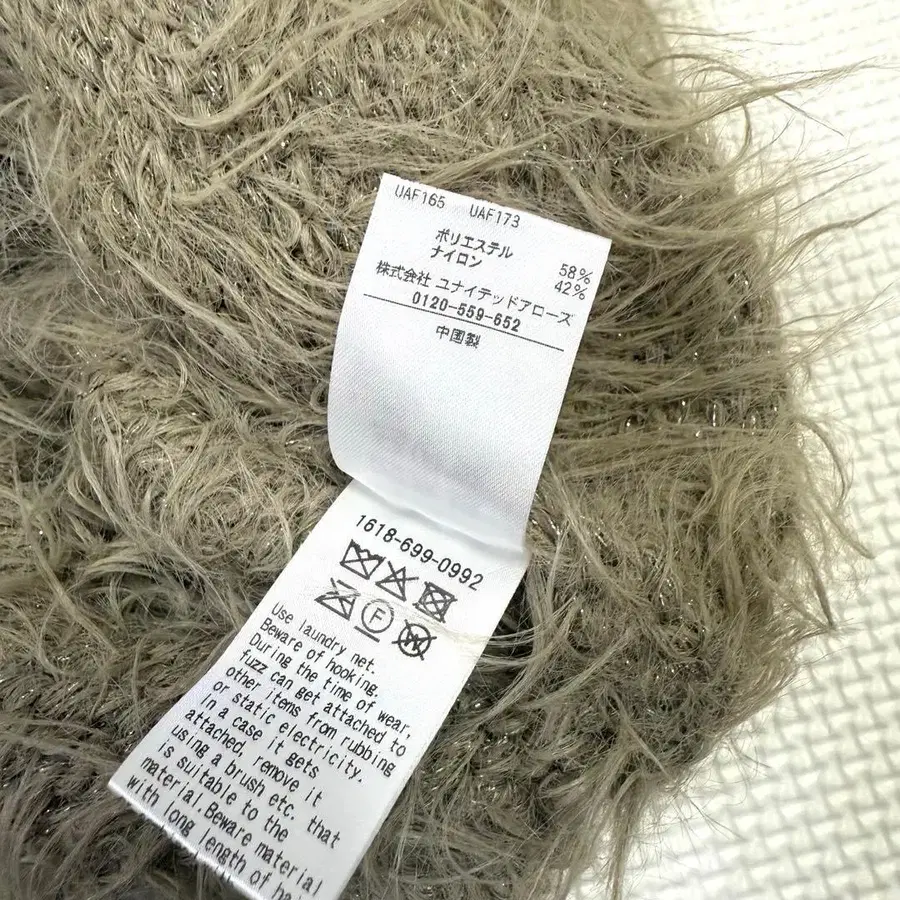 UAF165 UAF173
ポリエステル 58%
ナイロン 42%
株式会社 ユナイテッドアローズ
0120-559-652
中国製
1618-699-0992
F W
Use laundry net.
Beware of hooking.
During the time of wear,
fuzz can get attached to
other items from rubbing
or static electricity.
in a case it gets
attached, remove it
using a brush etc. that
is suitable to the
material.Beware material
with long length of